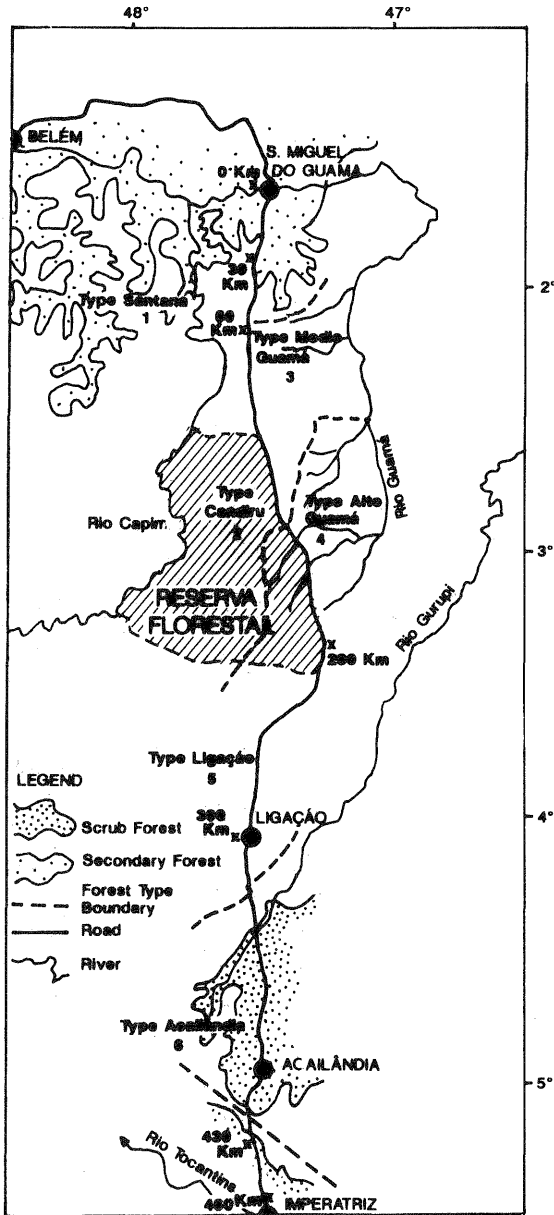 48° 47°
BELÉM
S. MIGUEL
DO GUAMA
0 Km
30
Km
2°
Type Santana
1
60
Km
Type Medio
Guamá
3
Rio Guamá
Type Alto
Guamá
4
Type
Candiru
2
Rio Capim.
3°
RESERVA
FLORESTAL
Rio Gurupi
200 Km
Type Ligação
5
LEGEND
300
Km
LIGAÇÃO
4°
Scrub Forest
Secondary Forest
Forest Type
Boundary
Road
River
Type Acailândia
6
ACAILÂNDIA
5°
430
Km
Rio Tocantins
460 Km
IMPERATRIZ